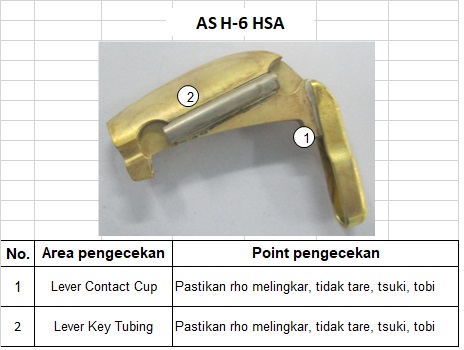 AS H-6 HSA
2
1
No. Area pengecekan Point pengecekan
1 Lever Contact Cup Pastikan rho melingkar, tidak tare, tsuki, tobi
2 Lever Key Tubing Pastikan rho melingkar, tidak tare, tsuki, tobi